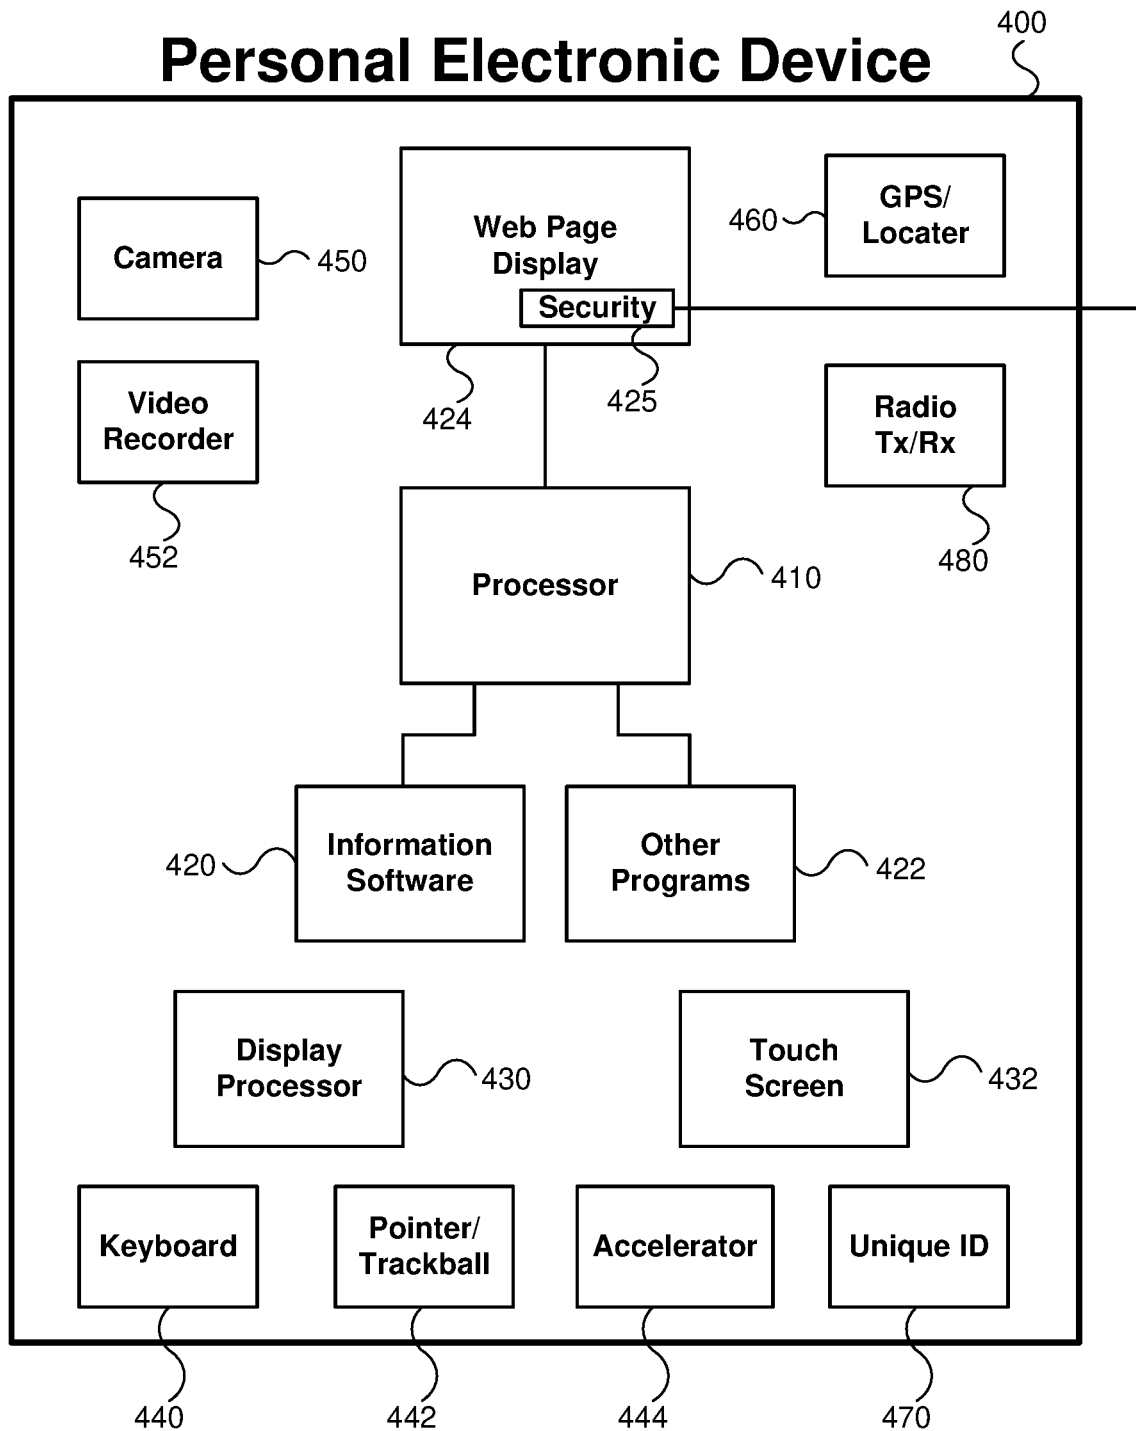 Personal Electronic Device
400
Camera
450
Web Page
Display
Security
424
425
460
GPS/
Locater
Video
Recorder
452
Radio
Tx/Rx
480
Processor
410
420
Information
Software
Other
Programs
422
Display
Processor
430
Touch
Screen
432
Keyboard
Pointer/
Trackball
Accelerator
Unique ID
440
442
444
470